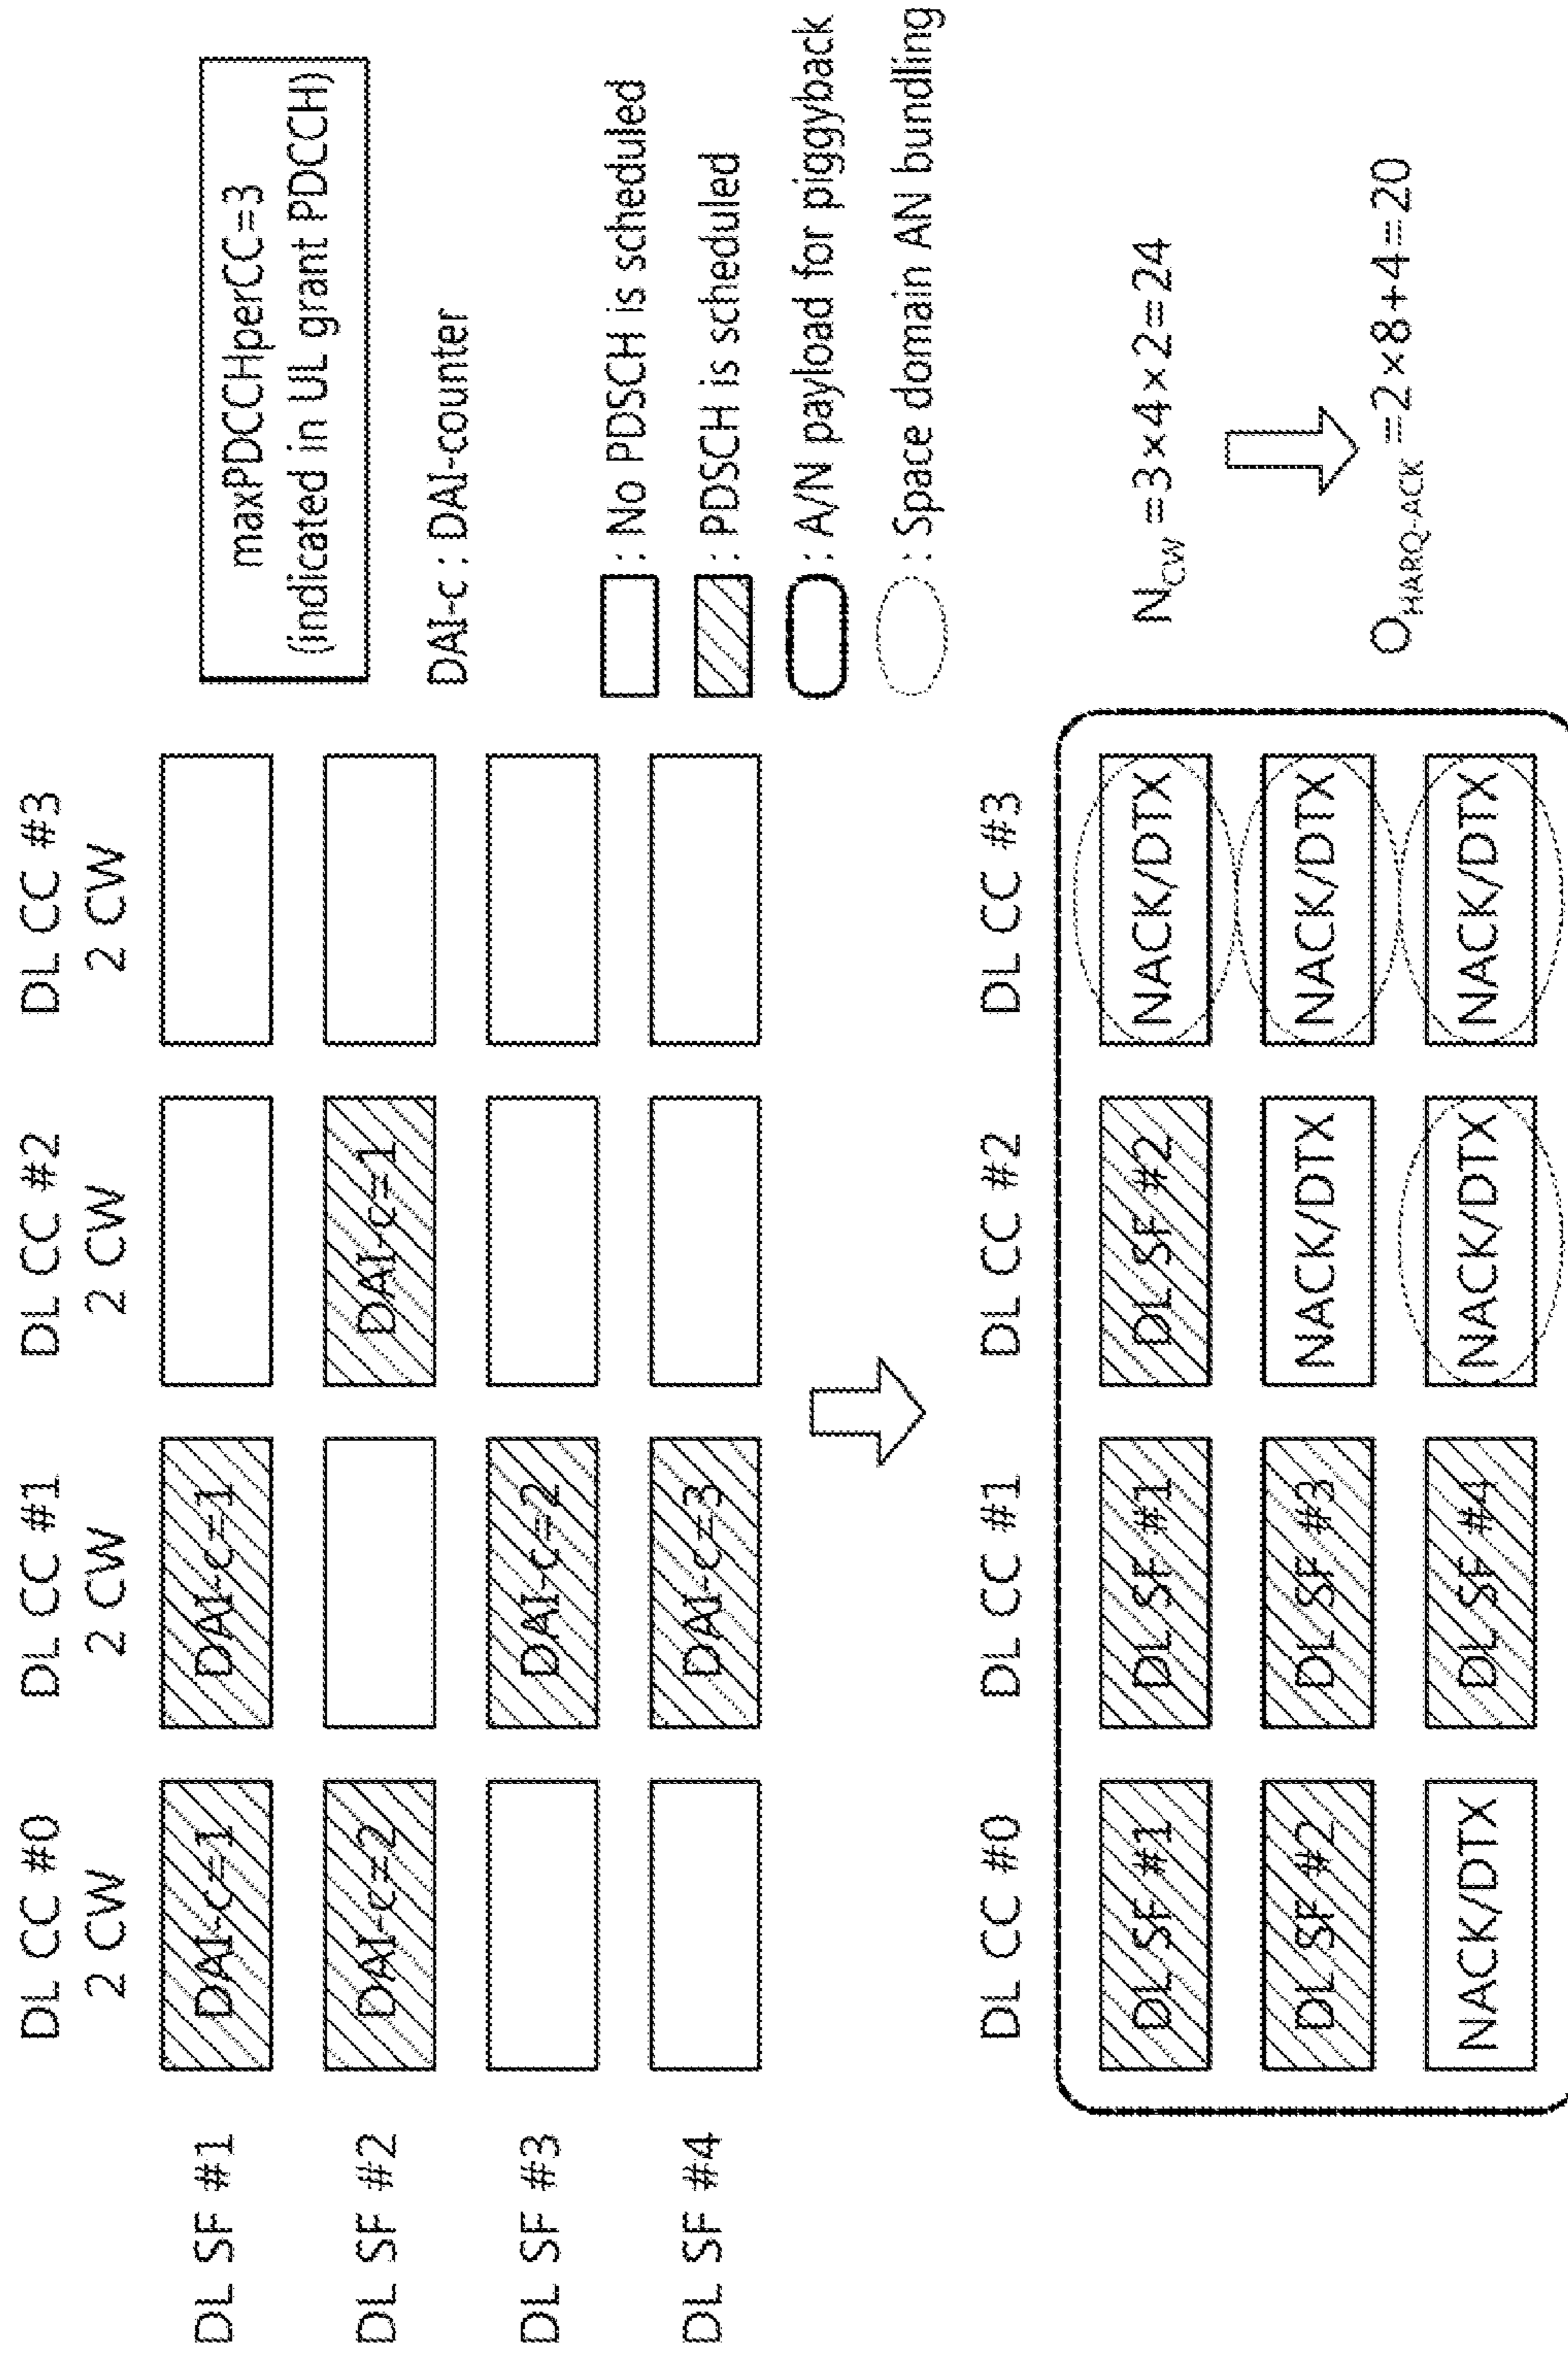 DL CC #0
2 CW
DL CC #1
2 CW
DL CC #2
2 CW
DL CC #3
2 CW
DL SF #1
DAI-c=1
DAI-c=1
DL SF #2
DAI-c=2
DAI-c=1
DL SF #3
DAI-c=2
DL SF #4
DAI-c=3
maxPDCCHperCC=3
(indicated in UL grant PDCCH)
DAI-c : DAI-counter
: No PDSCH is scheduled
: PDSCH is scheduled
: A/N payload for piggyback
: Space domain AN bundling
DL CC #0
DL CC #1
DL CC #2
DL CC #3
DL SF #1
DL SF #1
DL SF #2
NACK/DTX
DL SF #2
DL SF #3
NACK/DTX
NACK/DTX
NACK/DTX
DL SF #4
NACK/DTX
NACK/DTX
N_CW =3×4×2=24
O_HARQ-ACK =2×8+4=20